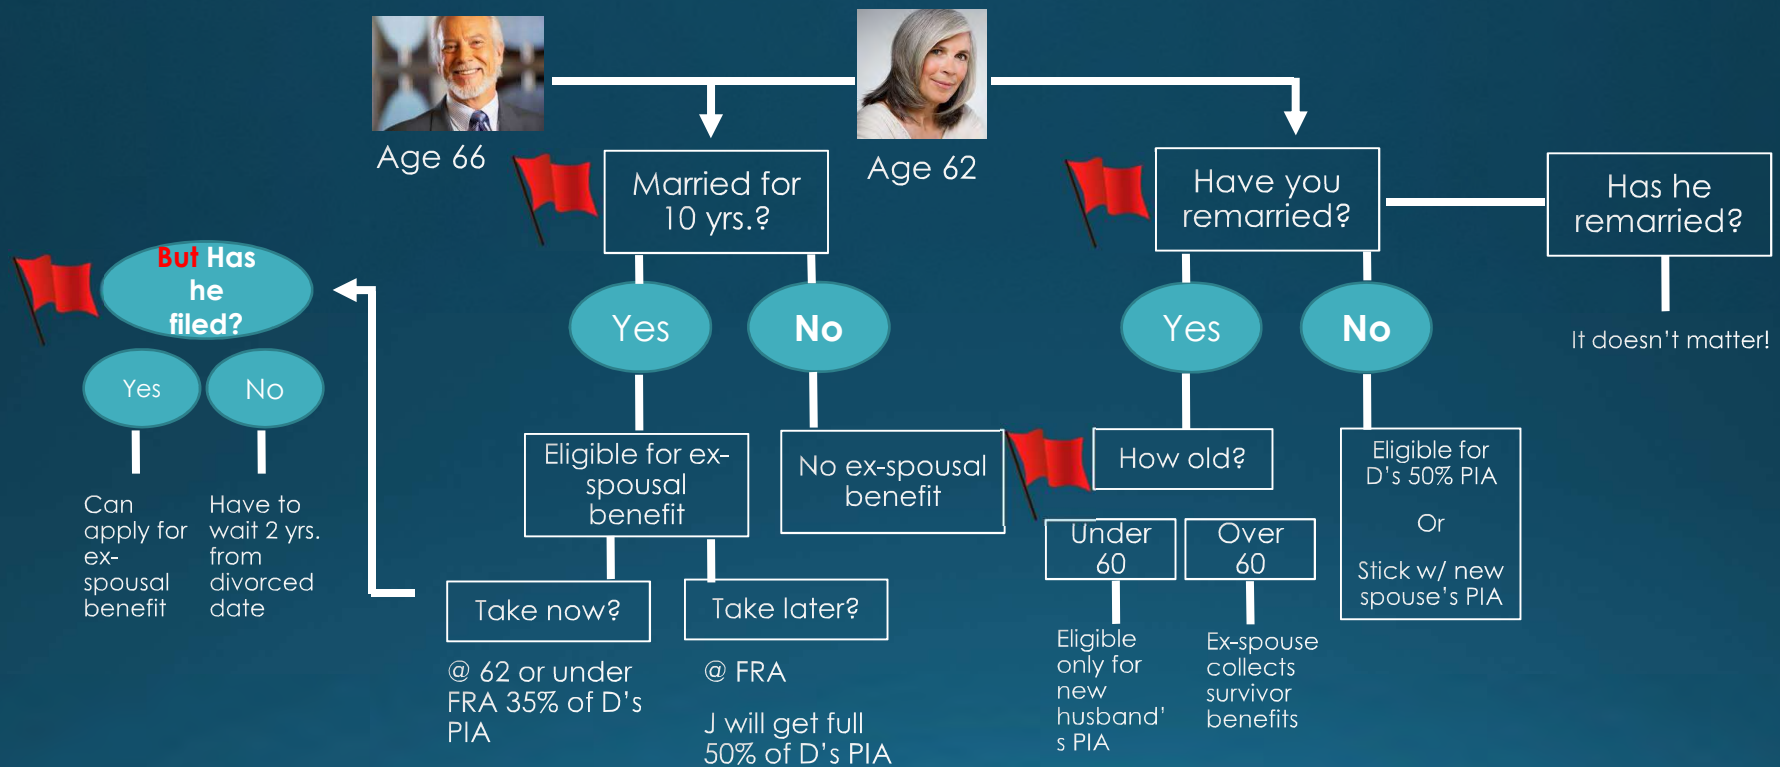 Age 66
Age 62
Married for
10 yrs.?
Have you
remarried?
Has he
remarried?
But Has
he
filed?
Yes
No
Yes
No
It doesn't matter!
Yes
No
Can
apply for
ex-
spousal
benefit
Have to
wait 2 yrs.
from
divorced
date
Eligible for ex-
spousal
benefit
No ex-spousal
benefit
How old?
Eligible for
D's 50% PIA
Or
Stick w/ new
spouse's PIA
Under
60
Over
60
Take now?
Take later?
@ 62 or under
FRA 35% of D's
PIA
@ FRA
J will get full
50% of D's PIA
Eligible
only for
new
husband'
s PIA
Ex-spouse
collects
survivor
benefits